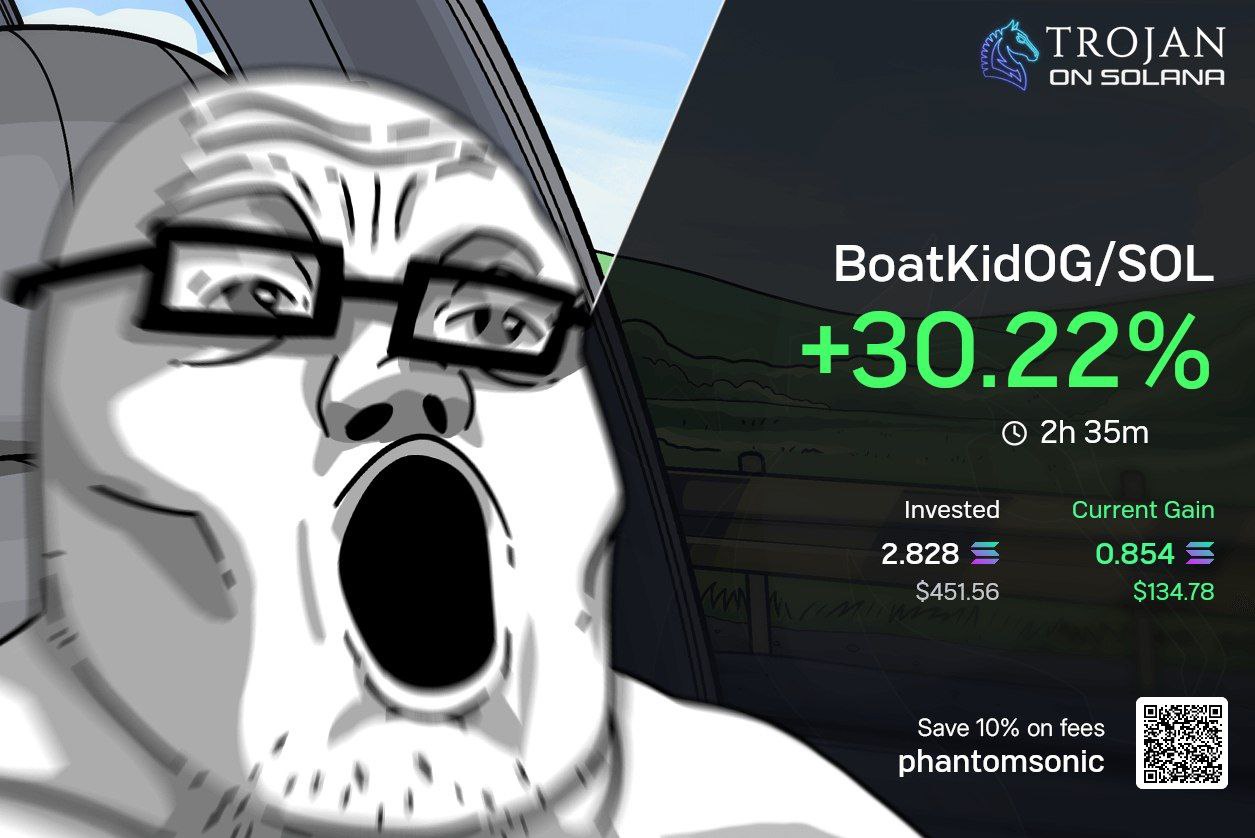 TROJAN
ON SOLANA
BoatKidOG/SOL
+30.22%
2h 35m
Invested Current Gain
2.828 0.854
$451.56 $134.78
Save 10% on fees
phantomsonic